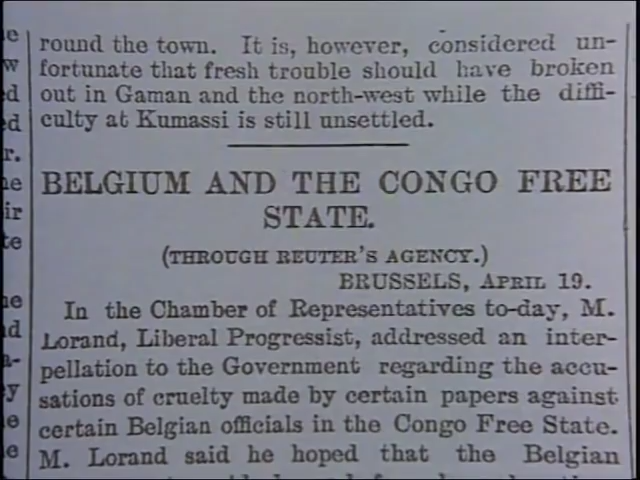 round the town. It is, however, considered un-
fortunate that fresh trouble should have broken
out in Gaman and the north-west while the diffi-
culty at Kumassi is still unsettled.
BELGIUM AND THE CONGO FREE
STATE.
(THROUGH REUTER'S AGENCY.)
BRUSSELS, APRIL 19.
In the Chamber of Representatives to-day, M.
Lorand, Liberal Progressist, addressed an inter-
pellation to the Government regarding the accu-
sations of cruelty made by certain papers against
certain Belgian officials in the Congo Free State.
M. Lorand said he hoped that the Belgian